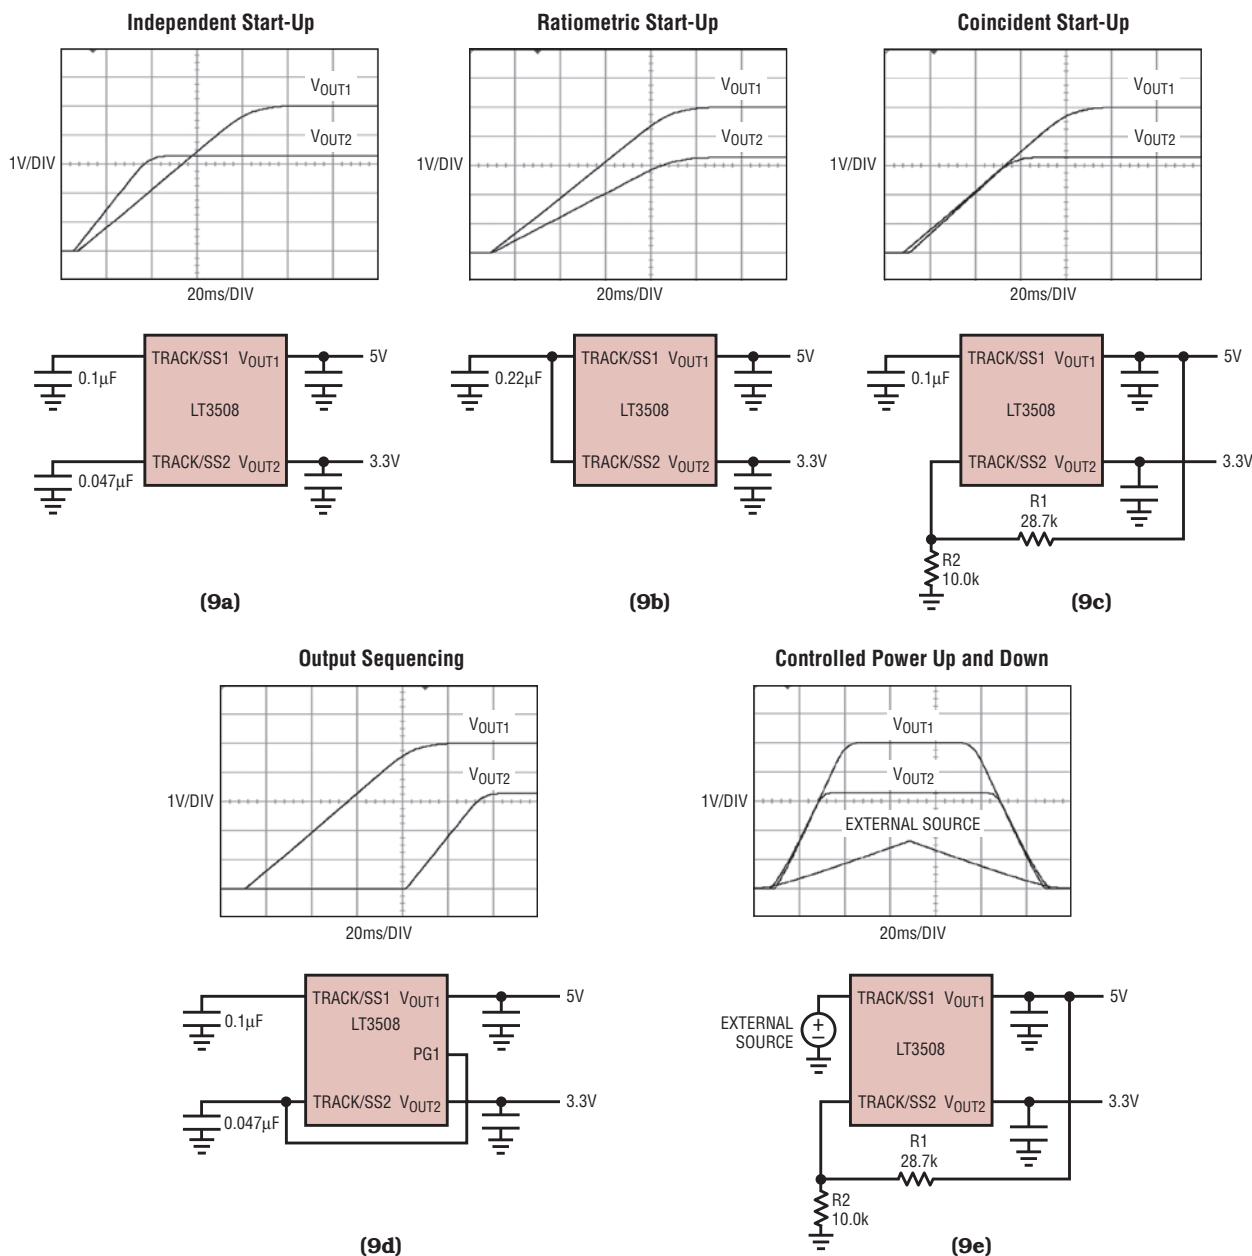 Independent Start-Up
VOUT1
VOUT2
1V/DIV
20ms/DIV
TRACK/SS1 VOUT1
5V
0.1µF
LT3508
TRACK/SS2 VOUT2
3.3V
0.047µF
(9a)
Ratiometric Start-Up
VOUT1
VOUT2
1V/DIV
20ms/DIV
TRACK/SS1 VOUT1
5V
0.22µF
LT3508
TRACK/SS2 VOUT2
3.3V
(9b)
Coincident Start-Up
VOUT1
VOUT2
1V/DIV
20ms/DIV
TRACK/SS1 VOUT1
5V
0.1µF
LT3508
TRACK/SS2 VOUT2
3.3V
R1
28.7k
R2
10.0k
(9c)
Output Sequencing
VOUT1
VOUT2
1V/DIV
20ms/DIV
TRACK/SS1 VOUT1
5V
0.1µF
LT3508
PG1
TRACK/SS2 VOUT2
3.3V
0.047µF
(9d)
Controlled Power Up and Down
VOUT1
VOUT2
1V/DIV
EXTERNAL SOURCE
20ms/DIV
TRACK/SS1 VOUT1
5V
EXTERNAL
SOURCE
+
−
LT3508
TRACK/SS2 VOUT2
3.3V
R1
28.7k
R2
10.0k
(9e)